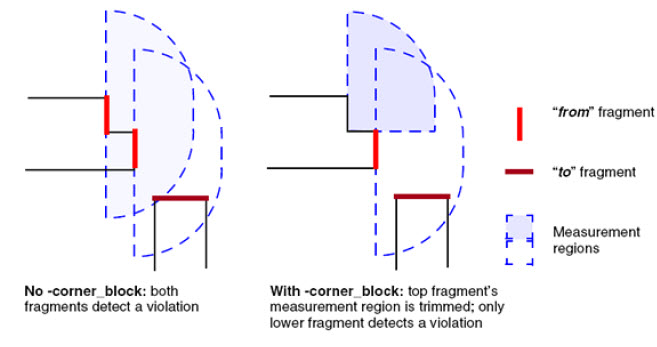 "from" fragment
"to" fragment
Measurement
regions
No -corner_block: both
fragments detect a violation
With -corner_block: top fragment's
measurement region is trimmed; only
lower fragment detects a violation